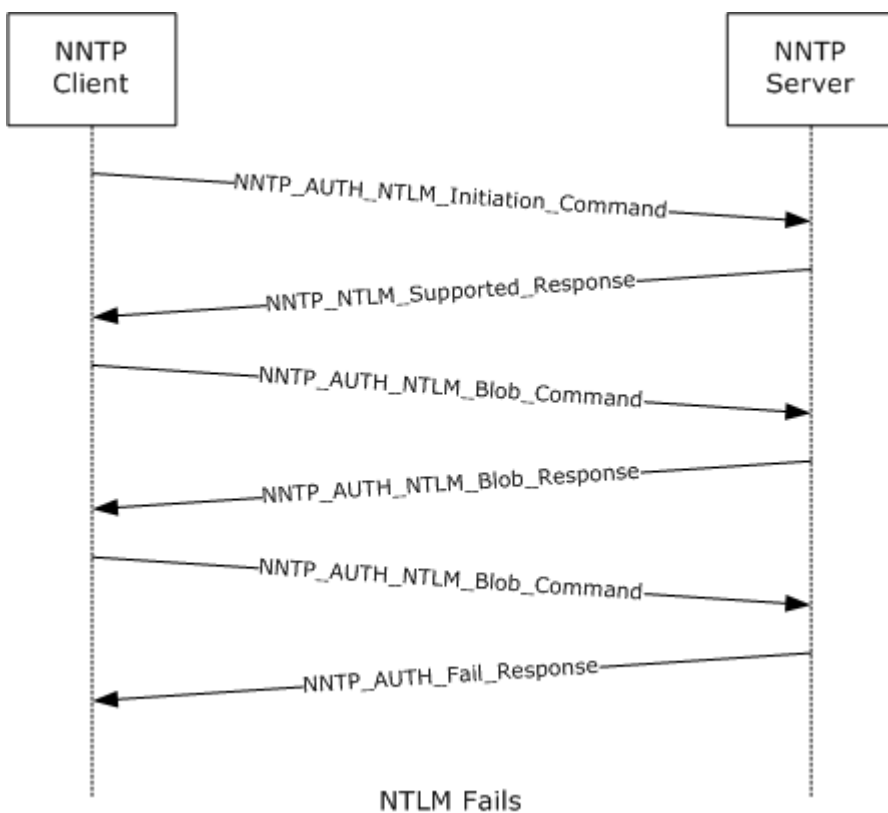 NNTP
Client
NNTP
Server
NNTP_AUTH_NTLM_Initiation_Command
NNTP_NTLM_Supported_Response
NNTP_AUTH_NTLM_Blob_Command
NNTP_AUTH_NTLM_Blob_Response
NNTP_AUTH_NTLM_Blob_Command
NNTP_AUTH_Fail_Response
NTLM Fails